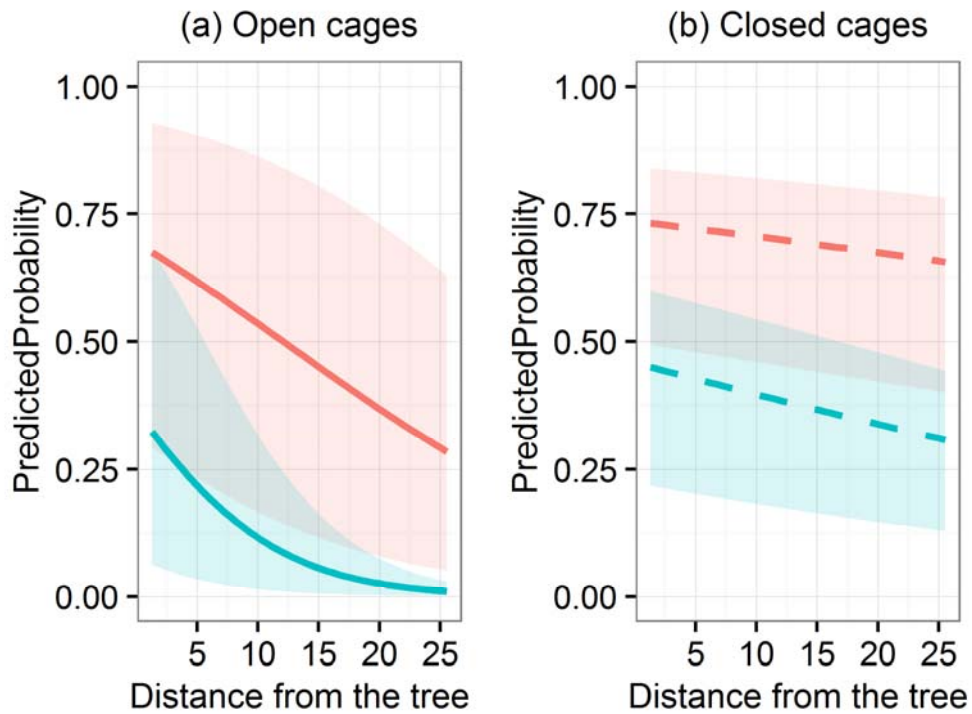 (a) Open cages
(b) Closed cages
PredictedProbability
1.00
0.75
0.50
0.25
0.00
5 10 15 20 25
Distance from the tree
PredictedProbability
1.00
0.75
0.50
0.25
0.00
5 10 15 20 25
Distance from the tree